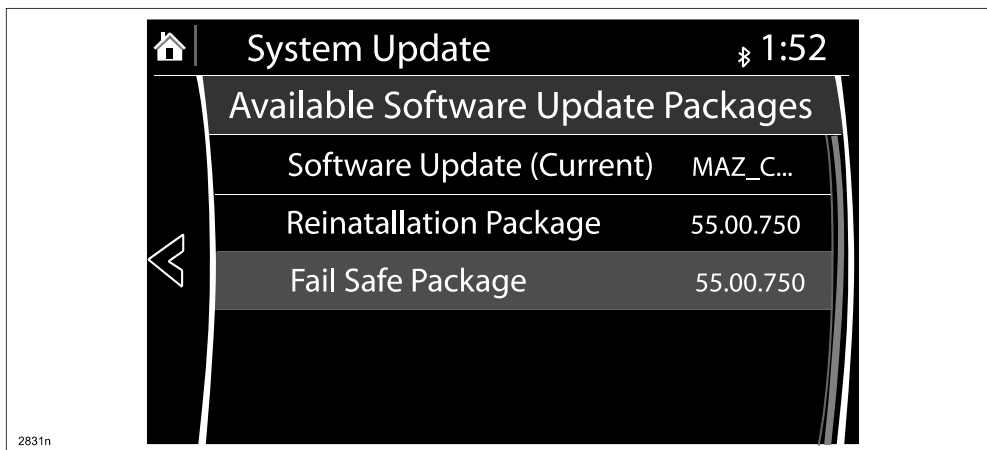 System Update 1:52
Available Software Update Packages
Software Update (Current) MAZ_C...
Reinatallation Package 55.00.750
Fail Safe Package 55.00.750
2831n